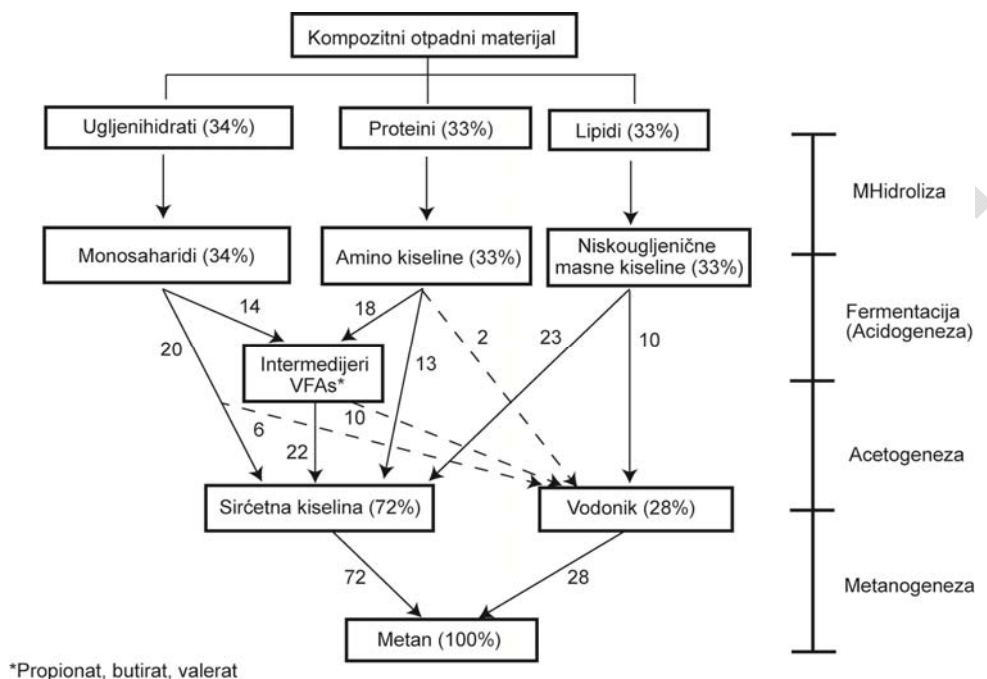 Kompozitni otpadni materijal
Ugljenihidrati (34%)
Proteini (33%)
Lipidi (33%)
MHidroliza
Monosaharidi (34%)
Amino kiseline (33%)
Niskougljenične
masne kiseline (33%)
14
18
2
23
10
20
13
Fermentacija
(Acidogeneza)
Intermedijeri
VFAs*
6
22
10
Acetogeneza
Sirćetna kiselina (72%)
Vodonik (28%)
72
28
Metanogeneza
Metan (100%)
*Propionat, butirat, valerat